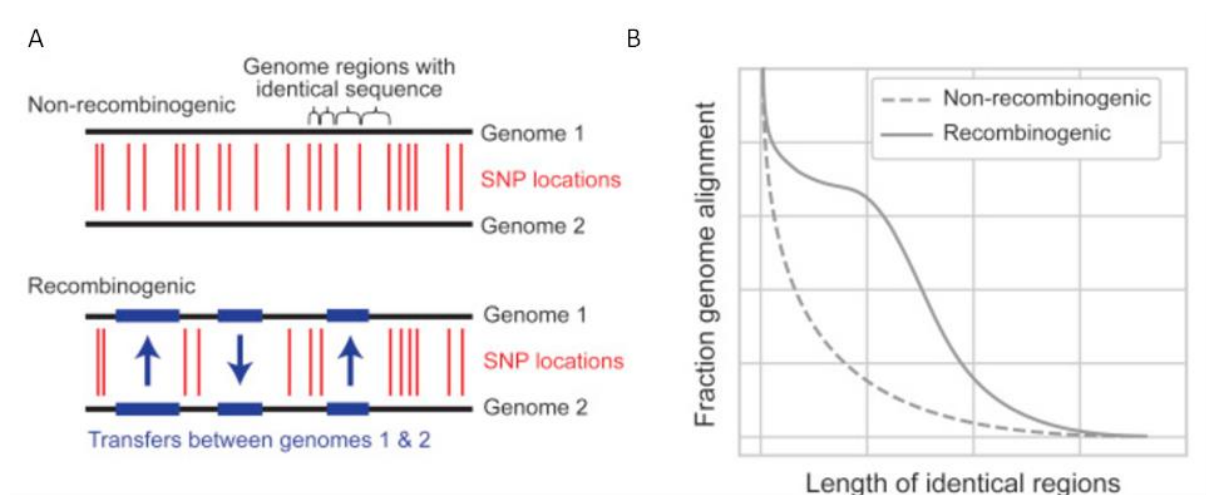 A
Genome regions with
identical sequence
Non-recombinogenic
Genome 1
SNP locations
Genome 2
Recombinogenic
Genome 1
SNP locations
Genome 2
Transfers between genomes 1 & 2
B
Non-recombinogenic
Recombinogenic
Fraction genome alignment
Length of identical regions